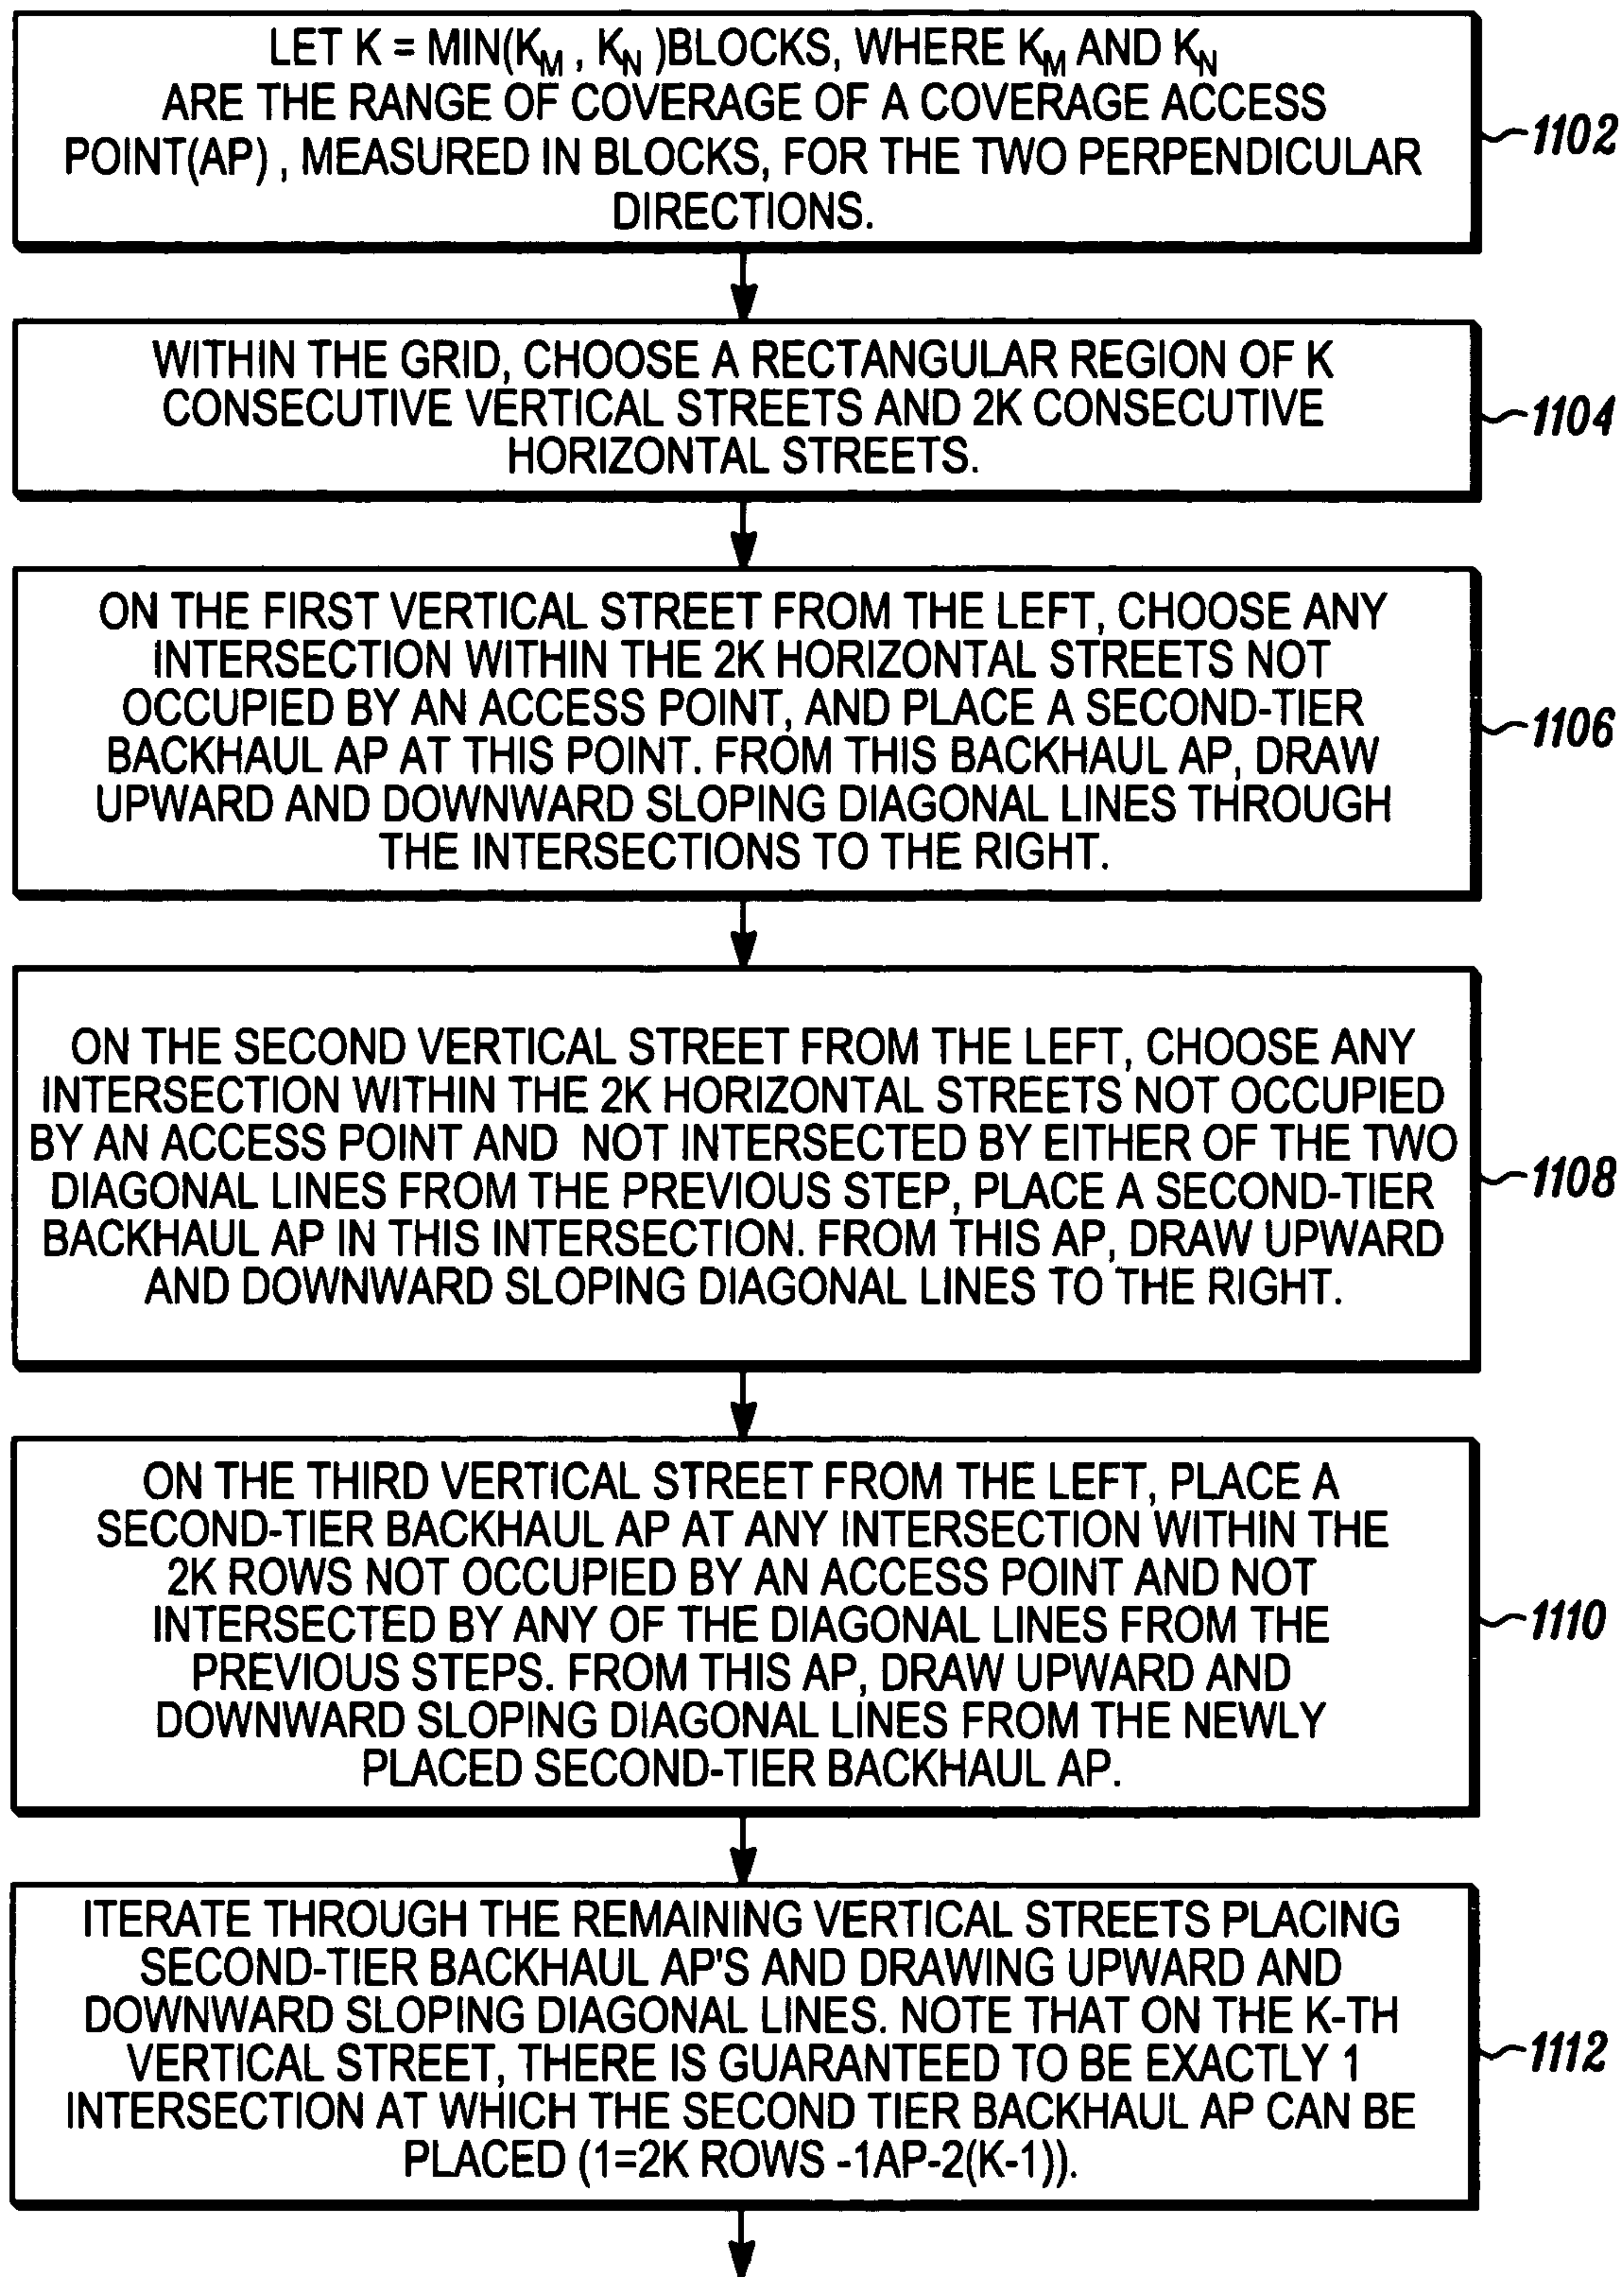 LET K = MIN(KM , KN )BLOCKS, WHERE KM AND KN
ARE THE RANGE OF COVERAGE OF A COVERAGE ACCESS
POINT(AP) , MEASURED IN BLOCKS, FOR THE TWO PERPENDICULAR
DIRECTIONS.
1102
WITHIN THE GRID, CHOOSE A RECTANGULAR REGION OF K
CONSECUTIVE VERTICAL STREETS AND 2K CONSECUTIVE
HORIZONTAL STREETS.
1104
ON THE FIRST VERTICAL STREET FROM THE LEFT, CHOOSE ANY
INTERSECTION WITHIN THE 2K HORIZONTAL STREETS NOT
OCCUPIED BY AN ACCESS POINT, AND PLACE A SECOND-TIER
BACKHAUL AP AT THIS POINT. FROM THIS BACKHAUL AP, DRAW
UPWARD AND DOWNWARD SLOPING DIAGONAL LINES THROUGH
THE INTERSECTIONS TO THE RIGHT.
1106
ON THE SECOND VERTICAL STREET FROM THE LEFT, CHOOSE ANY
INTERSECTION WITHIN THE 2K HORIZONTAL STREETS NOT OCCUPIED
BY AN ACCESS POINT AND NOT INTERSECTED BY EITHER OF THE TWO
DIAGONAL LINES FROM THE PREVIOUS STEP, PLACE A SECOND-TIER
BACKHAUL AP IN THIS INTERSECTION. FROM THIS AP, DRAW UPWARD
AND DOWNWARD SLOPING DIAGONAL LINES TO THE RIGHT.
1108
ON THE THIRD VERTICAL STREET FROM THE LEFT, PLACE A
SECOND-TIER BACKHAUL AP AT ANY INTERSECTION WITHIN THE
2K ROWS NOT OCCUPIED BY AN ACCESS POINT AND NOT
INTERSECTED BY ANY OF THE DIAGONAL LINES FROM THE
PREVIOUS STEPS. FROM THIS AP, DRAW UPWARD AND
DOWNWARD SLOPING DIAGONAL LINES FROM THE NEWLY
PLACED SECOND-TIER BACKHAUL AP.
1110
ITERATE THROUGH THE REMAINING VERTICAL STREETS PLACING
SECOND-TIER BACKHAUL AP'S AND DRAWING UPWARD AND
DOWNWARD SLOPING DIAGONAL LINES. NOTE THAT ON THE K-TH
VERTICAL STREET, THERE IS GUARANTEED TO BE EXACTLY 1
INTERSECTION AT WHICH THE SECOND TIER BACKHAUL AP CAN BE
PLACED (1=2K ROWS -1AP-2(K-1)).
1112